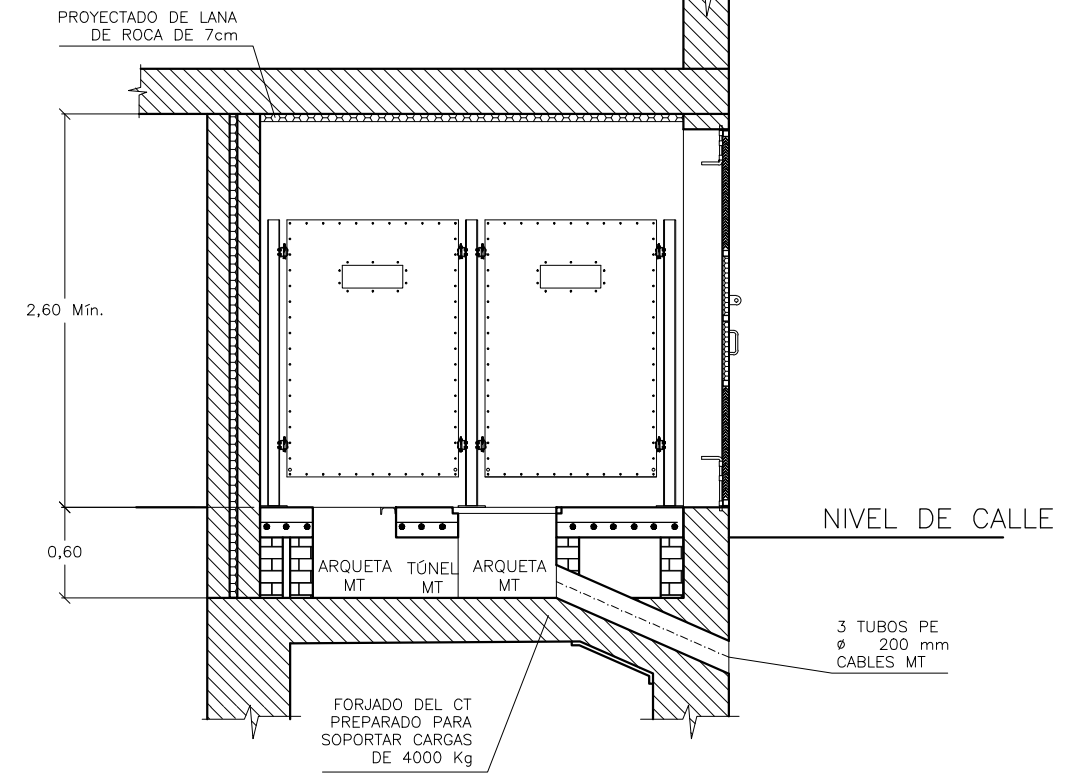 PROYECTADO DE LANA
DE ROCA DE 7cm
2,60 Mín.
NIVEL DE CALLE
0,60
ARQUETA
MT
TÚNEL
MT
ARQUETA
MT
3 TUBOS PE
ø 200 mm
CABLES MT
FORJADO DEL CT
PREPARADO PARA
SOPORTAR CARGAS
DE 4000 Kg